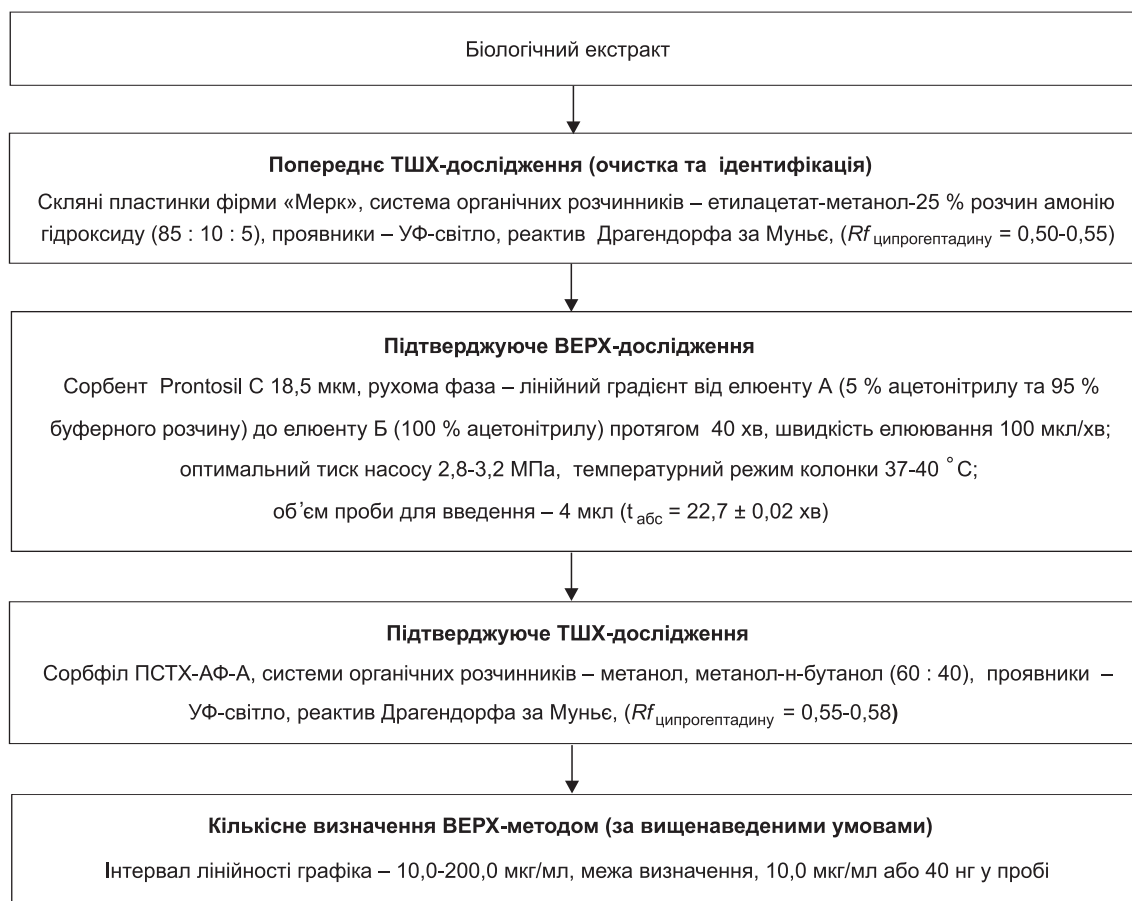 Біологічний екстракт
Попереднє ТШХ-дослідження (очистка та ідентифікація)
Скляні пластинки фірми «Мерк», система органічних розчинників – етилацетат-метанол-25 % розчин амонію
гідроксиду (85 : 10 : 5), проявники – УФ-світло, реактив Драгендорфа за Муньє, (Rf ципрогептадину = 0,50-0,55)
Підтверджуюче ВЕРХ-дослідження
Сорбент Prontosil C 18,5 мкм, рухома фаза – лінійний градієнт від елюенту А (5 % ацетонітрилу та 95 %
буферного розчину) до елюенту Б (100 % ацетонітрилу) протягом 40 хв, швидкість елюювання 100 мкл/хв;
оптимальний тиск насосу 2,8-3,2 МПа, температурний режим колонки 37-40 °С;
об’єм проби для введення – 4 мкл (t абс = 22,7 ± 0,02 хв)
Підтверджуюче ТШХ-дослідження
Сорбфіл ПСТХ-АФ-А, системи органічних розчинників – метанол, метанол-н-бутанол (60 : 40), проявники –
УФ-світло, реактив Драгендорфа за Муньє, (Rf ципрогептадину = 0,55-0,58)
Кількісне визначення ВЕРХ-методом (за вищенаведеними умовами)
Інтервал лінійності графіка – 10,0-200,0 мкг/мл, межа визначення, 10,0 мкг/мл або 40 нг у пробі